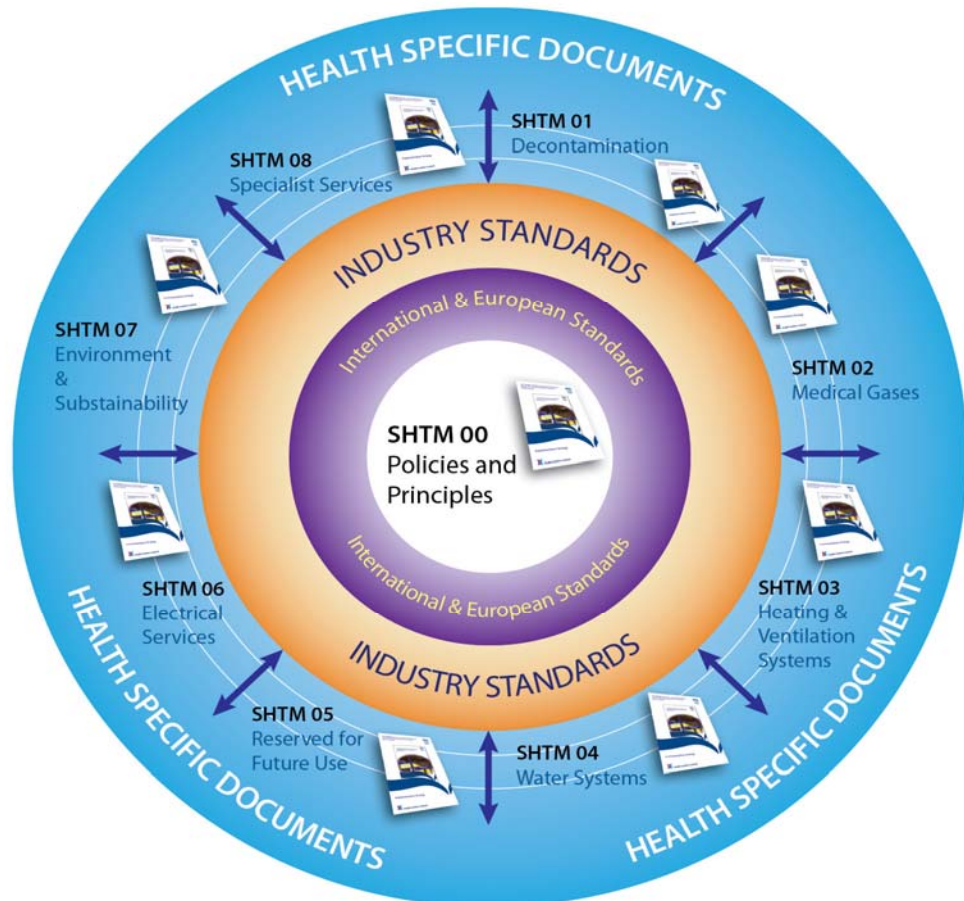 HEALTH SPECIFIC DOCUMENTS
SHTM 01
Decontamination
SHTM 08
Specialist Services
INDUSTRY STANDARDS
International & European Standards
SHTM 07
Environment
&
Substainability
SHTM 02
Medical Gases
SHTM 00
Policies and
Principles
International & European Standards
SHTM 06
Electrical
Services
SHTM 03
Heating &
Ventilation
Systems
INDUSTRY STANDARDS
SHTM 05
Reserved for
Future Use
SHTM 04
Water Systems
HEALTH SPECIFIC DOCUMENTS
HEALTH SPECIFIC DOCUMENTS